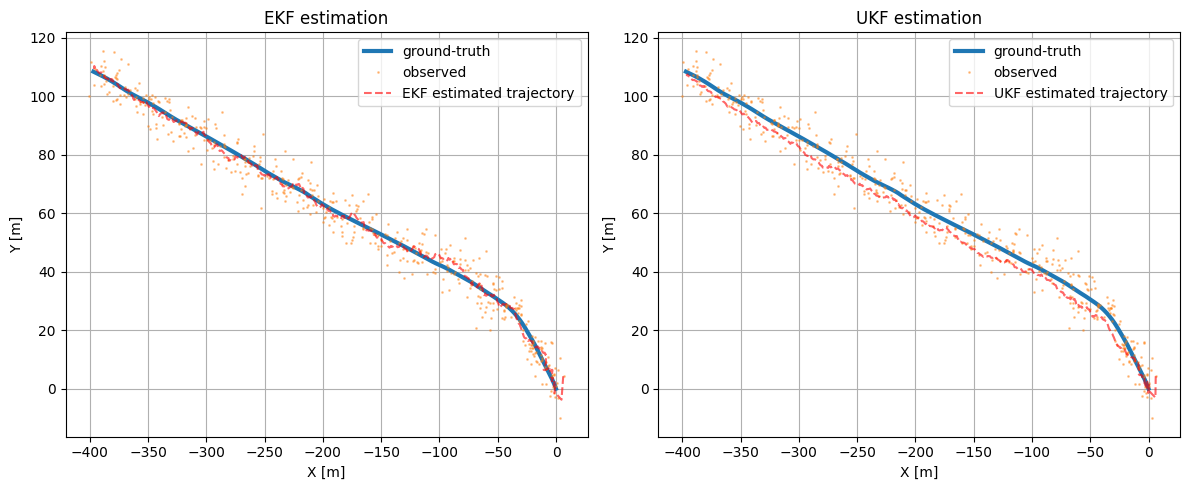 EKF estimation
120
100
80
60
40
20
0
Y [m]
ground-truth
observed
EKF estimated trajectory
−400 −350 −300 −250 −200 −150 −100 −50 0
X [m]
UKF estimation
120
100
80
60
40
20
0
Y [m]
ground-truth
observed
UKF estimated trajectory
−400 −350 −300 −250 −200 −150 −100 −50 0
X [m]